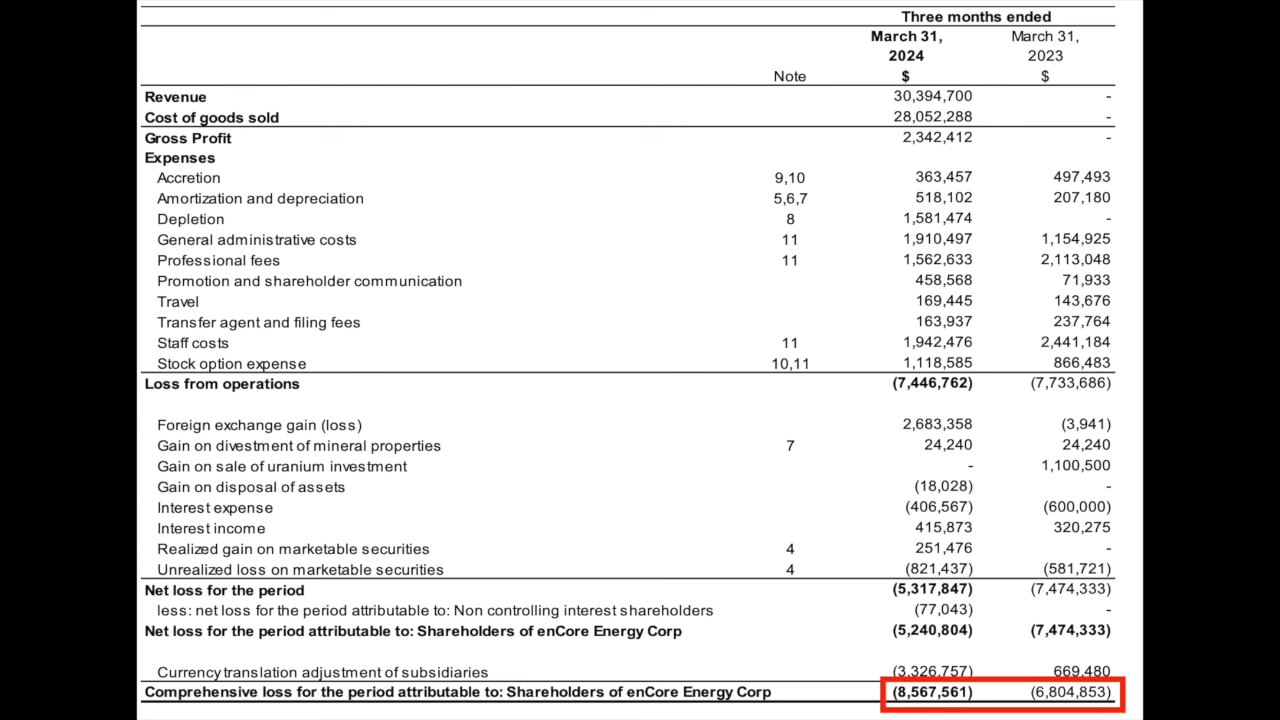 Three months ended
March 31, March 31,
2024 2023
Note $ $
Revenue 30,394,700 -
Cost of goods sold 28,052,288 -
Gross Profit 2,342,412 -
Expenses
Accretion 9,10 363,457 497,493
Amortization and depreciation 5,6,7 518,102 207,180
Depletion 8 1,581,474 -
General administrative costs 11 1,910,497 1,154,925
Professional fees 11 1,562,633 2,113,048
Promotion and shareholder communication 458,568 71,933
Travel 169,445 143,676
Transfer agent and filing fees 163,937 237,764
Staff costs 11 1,942,476 2,441,184
Stock option expense 10,11 1,118,585 866,483
Loss from operations (7,446,762) (7,733,686)
Foreign exchange gain (loss) 2,683,358 (3,941)
Gain on divestment of mineral properties 7 24,240 24,240
Gain on sale of uranium investment - 1,100,500
Gain on disposal of assets (18,028) -
Interest expense (406,567) (600,000)
Interest income 415,873 320,275
Realized gain on marketable securities 4 251,476 -
Unrealized loss on marketable securities 4 (821,437) (581,721)
Net loss for the period (5,317,847) (7,474,333)
less: net loss for the period attributable to: Non controlling interest shareholders (77,043) -
Net loss for the period attributable to: Shareholders of enCore Energy Corp (5,240,804) (7,474,333)
Currency translation adjustment of subsidiaries (3,326,757) 669,480
Comprehensive loss for the period attributable to: Shareholders of enCore Energy Corp (8,567,561) (6,804,853)